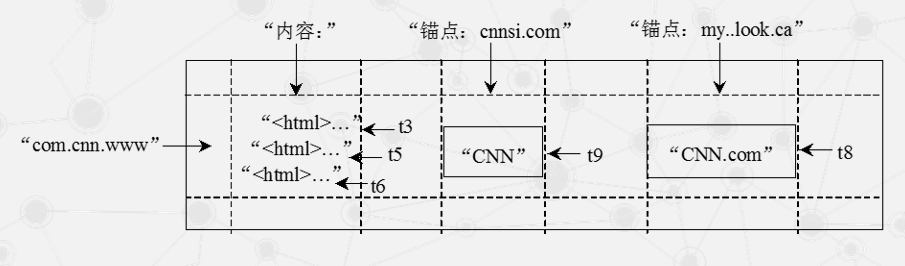 “内容：” “锚点：cnnsi.com” “锚点：my..look.ca”
“<html>…” t3
“com.cnn.www” “<html>…” t5 “CNN” t9 “CNN.com” t8
“<html>…” t6